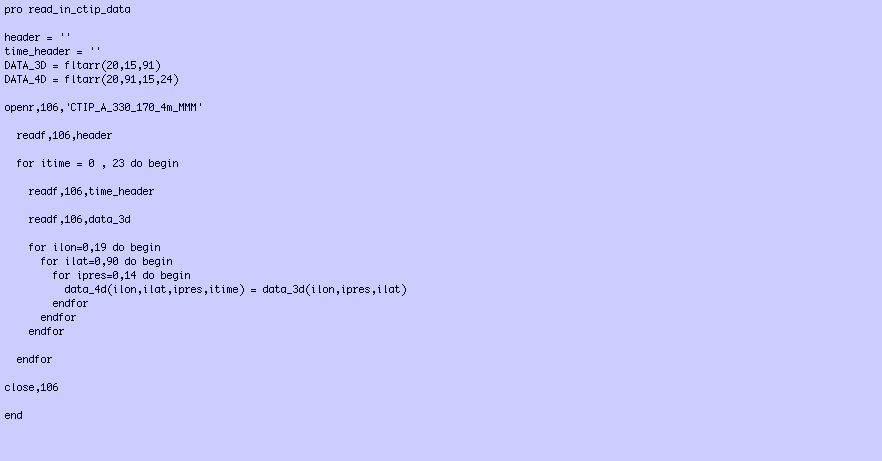 pro read_in_ctip_data
header = ''
time_header = ''
DATA_3D = fltarr(20,15,91)
DATA_4D = fltarr(20,91,15,24)
openr,106,'CTIP_A_330_170_4m_MMM'
readf,106,header
for itime = 0 , 23 do begin
readf,106,time_header
readf,106,data_3d
for ilon=0,19 do begin
for ilat=0,90 do begin
for ipres=0,14 do begin
data_4d(ilon,ilat,ipres,itime) = data_3d(ilon,ipres,ilat)
endfor
endfor
endfor
endfor
close,106
end